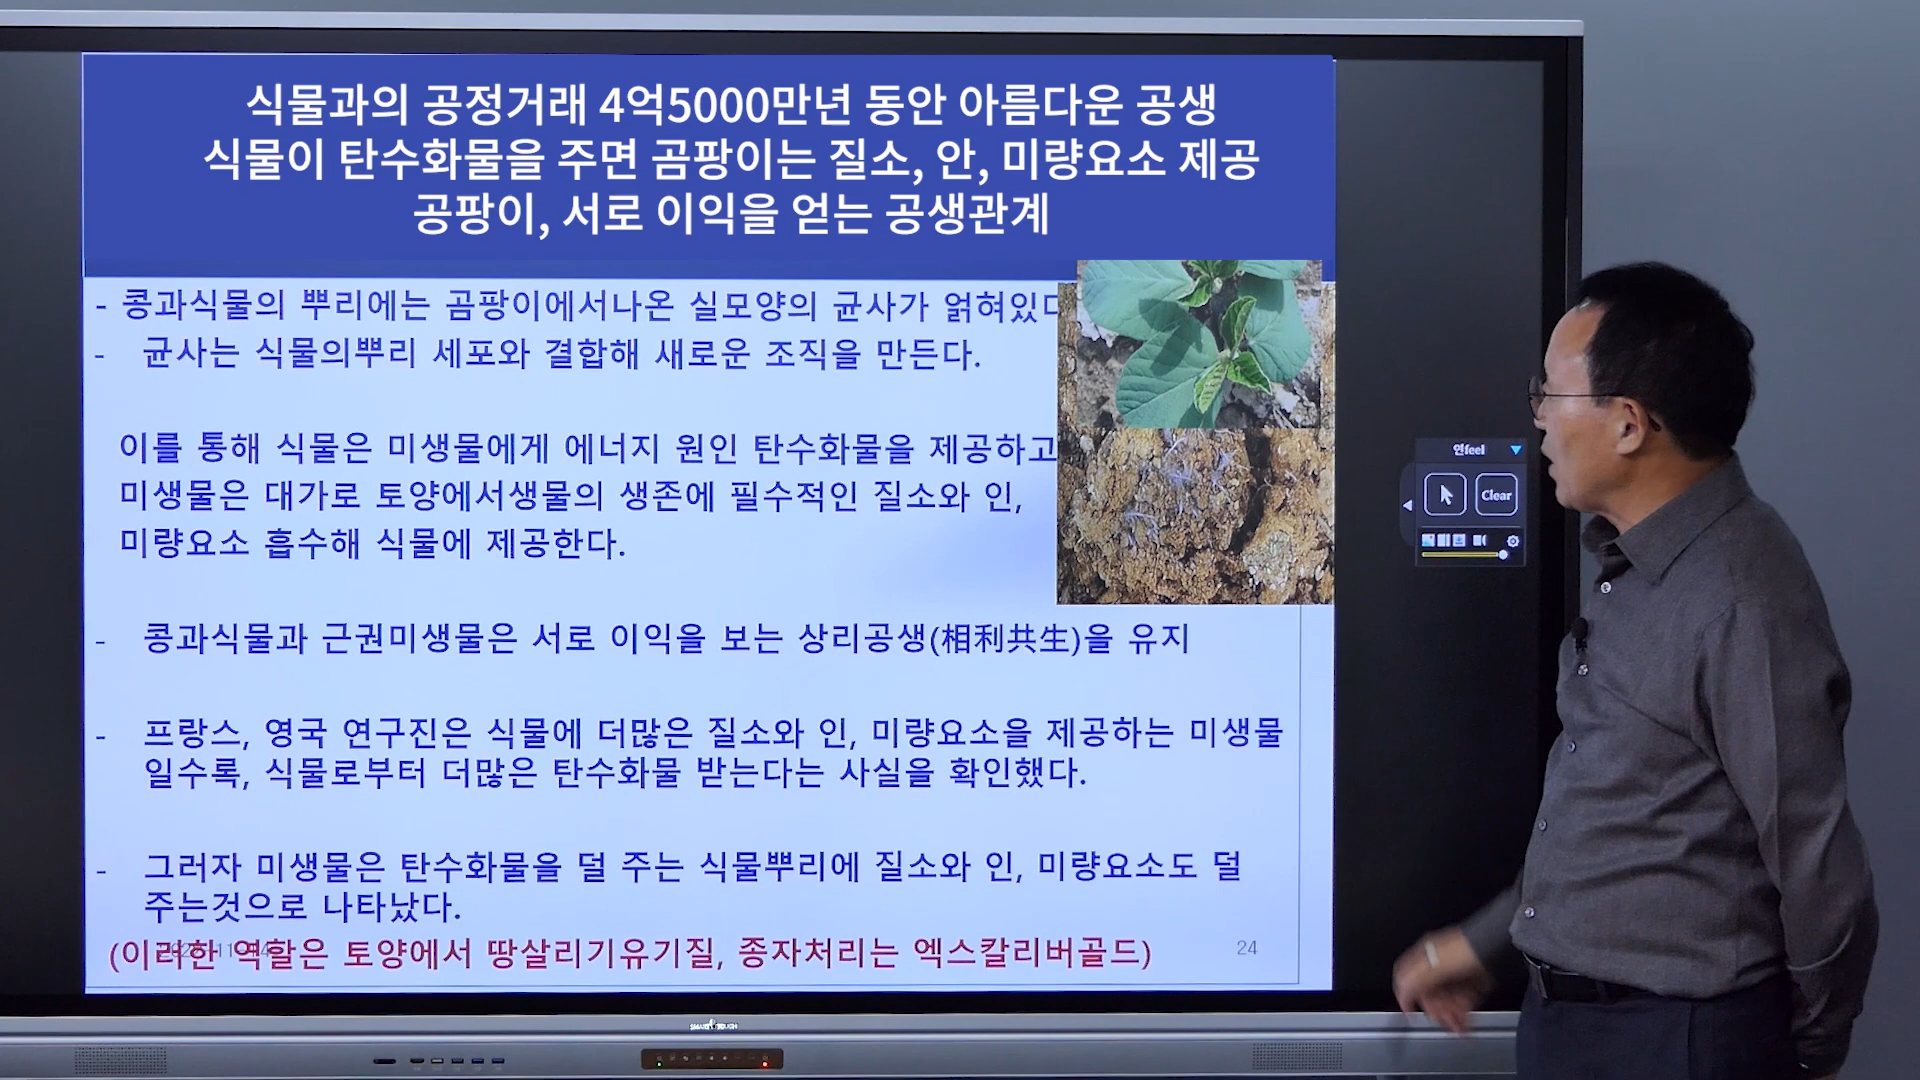 식물과의 공정거래 4억5000만년 동안 아름다운 공생
식물이 탄수화물을 주면 곰팡이는 질소, 안, 미량요소 제공
공팡이, 서로 이익을 얻는 공생관계
- 콩과식물의 뿌리에는 곰팡이에서나온 실모양의 균사가 얽혀있다
- 균사는 식물의뿌리 세포와 결합해 새로운 조직을 만든다.
이를 통해 식물은 미생물에게 에너지 원인 탄수화물을 제공하고
미생물은 대가로 토양에서생물의 생존에 필수적인 질소와 인,
미량요소 흡수해 식물에 제공한다.
- 콩과식물과 근권미생물은 서로 이익을 보는 상리공생(相利共生)을 유지
- 프랑스, 영국 연구진은 식물에 더많은 질소와 인, 미량요소을 제공하는 미생물
일수록, 식물로부터 더많은 탄수화물 받는다는 사실을 확인했다.
- 그러자 미생물은 탄수화물을 덜 주는 식물뿌리에 질소와 인, 미량요소도 덜
주는것으로 나타났다.
(이러한 역할은 토양에서 땅살리기유기질, 종자처리는 엑스칼리버골드)
24
인feel
Clear